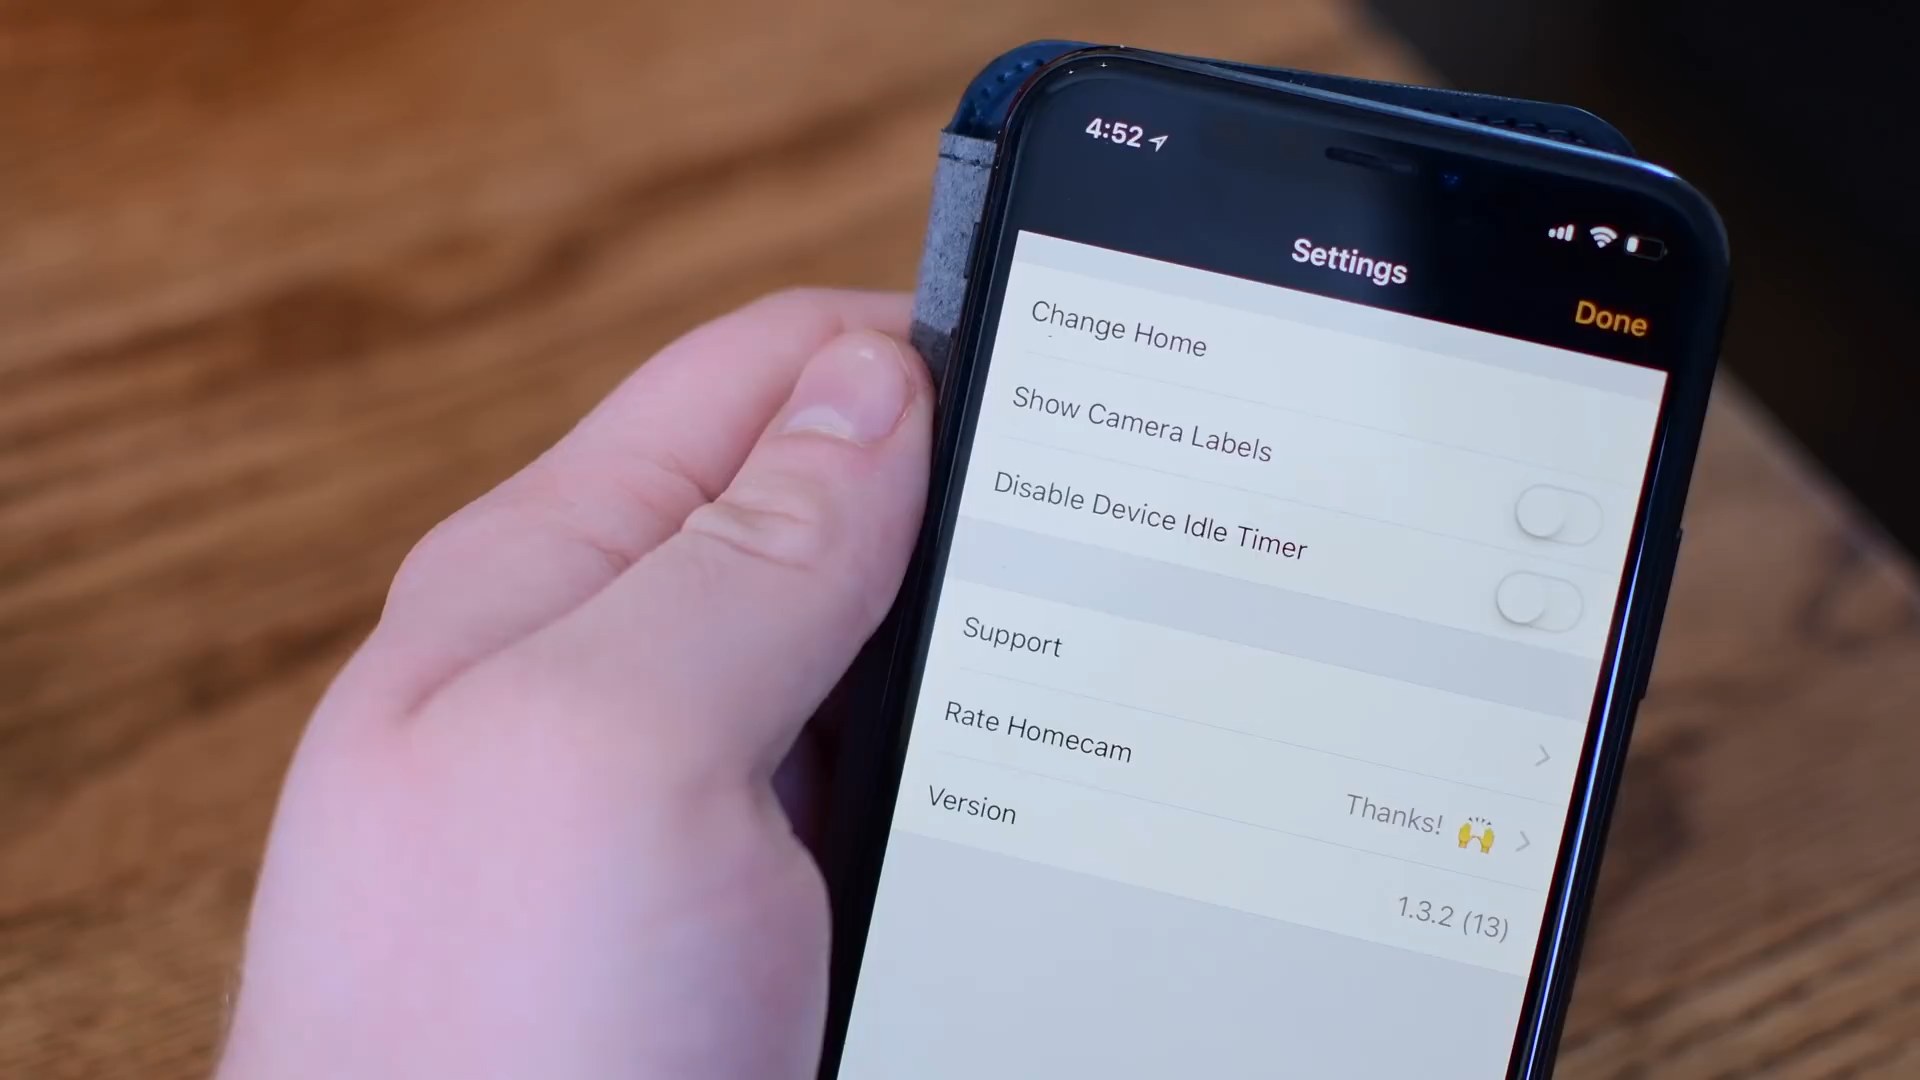 4:52
Settings
Done
Change Home
Show Camera Labels
Disable Device Idle Timer
Support
Rate Homecam
Thanks! 🙌
Version
1.3.2 (13)